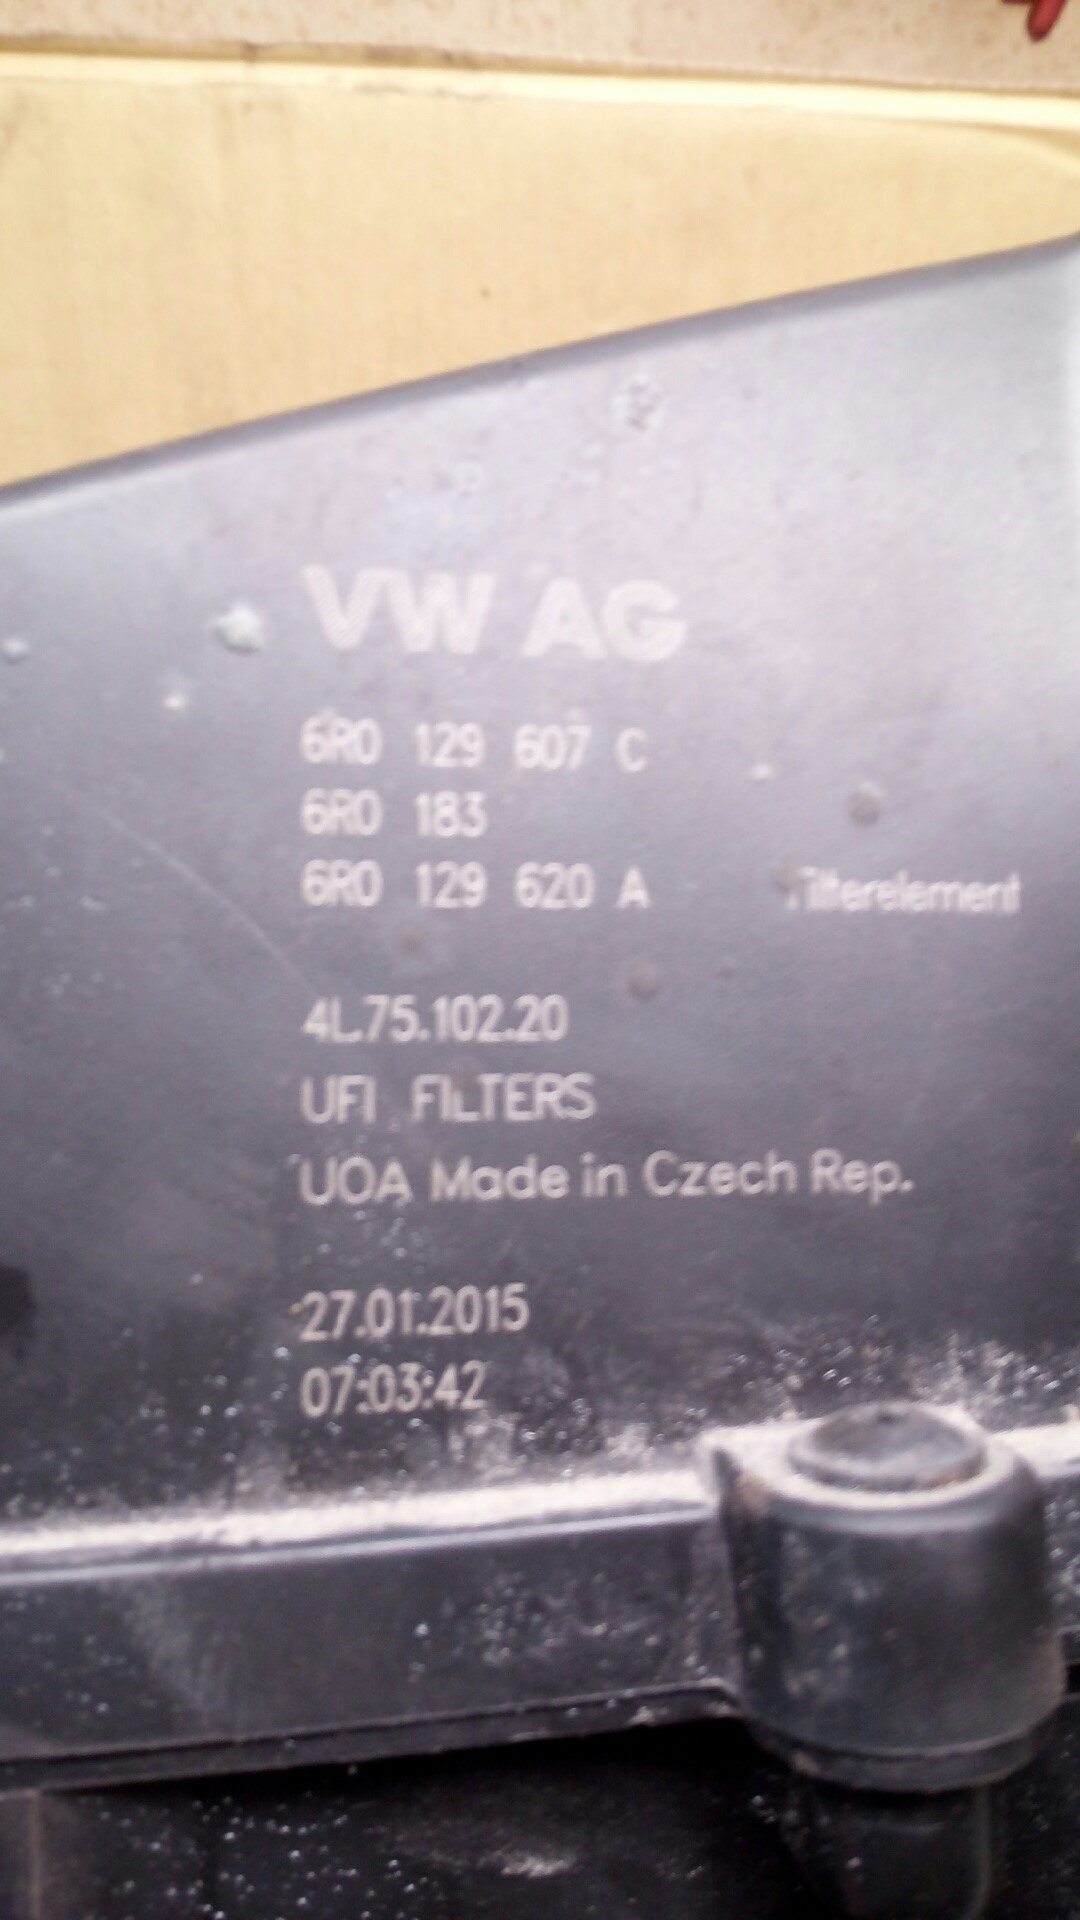 VW AG
6R0 129 607 C
6R0 183
6R0 129 620 A Filterelement
4L.75.102.20
UFI FILTERS
UOA Made in Czech Rep.
27.01.2015
07:03:42